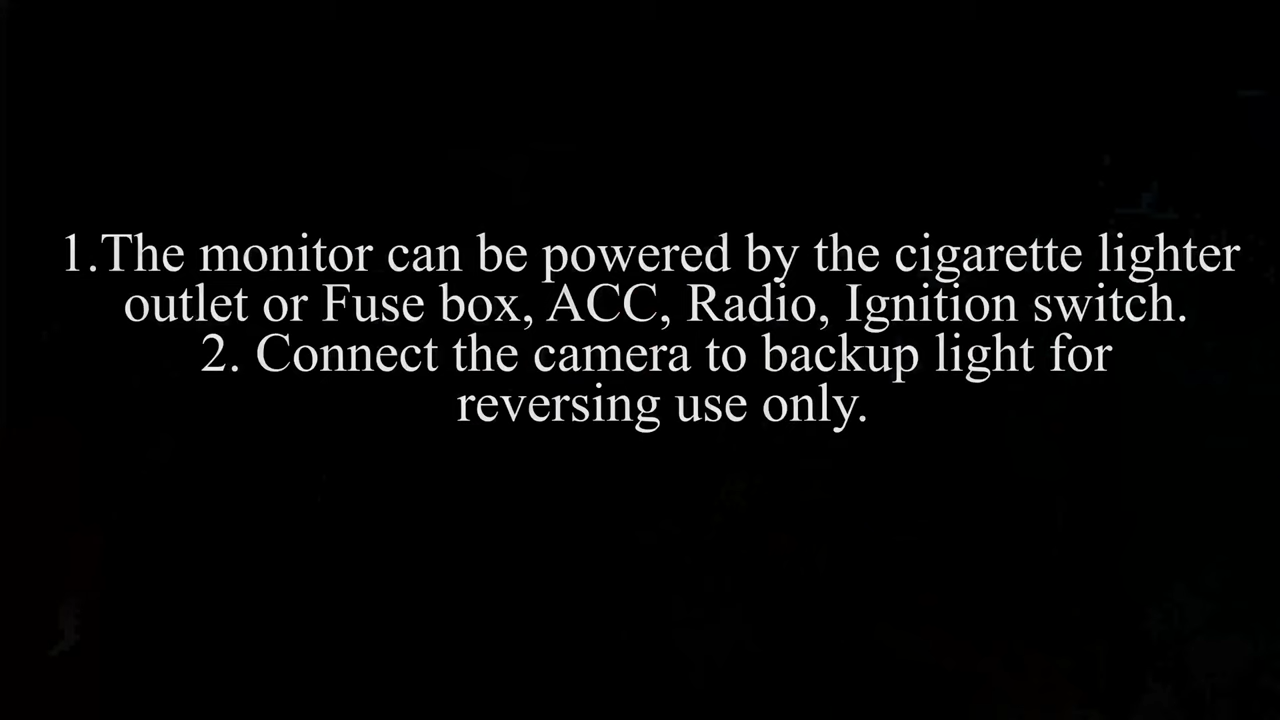 1.The monitor can be powered by the cigarette lighter
outlet or Fuse box, ACC, Radio, Ignition switch.
2. Connect the camera to backup light for
reversing use only.